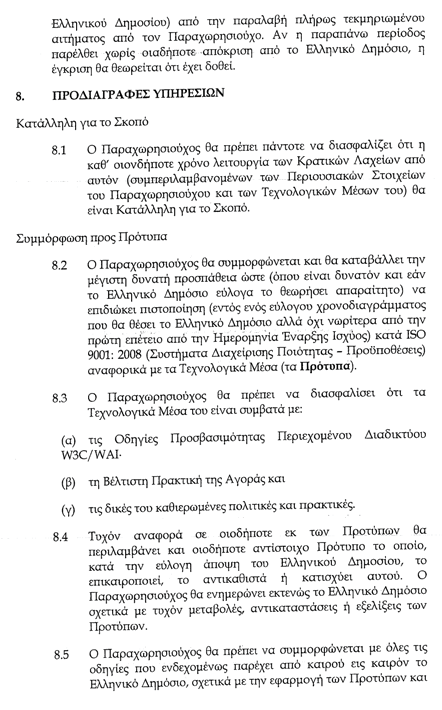 Ελληνικού Δημοσίου) από την παραλαβή πλήρως τεκμηριωμένου
αιτήματος από τον Παραχωρησιούχο. Αν η παραπάνω περίοδος
παρέλθει χωρίς οιαδήποτε απόκριση από το Ελληνικό Δημόσιο, η
έγκριση θα θεωρείται ότι έχει δοθεί.
8. ΠΡΟΔΙΑΓΡΑΦΕΣ ΥΠΗΡΕΣΙΩΝ
Κατάλληλη για το Σκοπό
8.1 Ο Παραχωρησιούχος θα πρέπει πάντοτε να διασφαλίζει ότι η
καθ' οιονδήποτε χρόνο λειτουργία των Κρατικών Λαχείων από
αυτόν (συμπεριλαμβανομένων των Περιουσιακών Στοιχείων
του Παραχωρησιούχου και των Τεχνολογικών Μέσων του) θα
είναι Κατάλληλη για το Σκοπό.
Συμμόρφωση προς Πρότυπα
8.2 Ο Παραχωρησιούχος θα συμμορφώνεται και θα καταβάλλει την
μέγιστη δυνατή προσπάθεια ώστε (όπου είναι δυνατόν και εάν
το Ελληνικό Δημόσιο εύλογα το θεωρήσει απαραίτητο) να
επιδιώκει πιστοποίηση (εντός ενός εύλογου χρονοδιαγράμματος
που θα θέσει το Ελληνικό Δημόσιο αλλά όχι νωρίτερα από την
πρώτη επέτειο από την Ημερομηνία Έναρξης Ισχύος) κατά ISO
9001: 2008 (Συστήματα Διαχείρισης Ποιότητας – Προϋποθέσεις)
αναφορικά με τα Τεχνολογικά Μέσα (τα Πρότυπα).
8.3 Ο Παραχωρησιούχος θα πρέπει να διασφαλίσει ότι τα
Τεχνολογικά Μέσα του είναι συμβατά με:
(α) τις Οδηγίες Προσβασιμότητας Περιεχομένου Διαδικτύου
W3C/WAI·
(β) τη Βέλτιστη Πρακτική της Αγοράς και
(γ) τις δικές του καθιερωμένες πολιτικές και πρακτικές.
8.4 Τυχόν αναφορά σε οιοδήποτε εκ των Προτύπων θα
περιλαμβάνει και οιοδήποτε αντίστοιχο Πρότυπο το οποίο,
κατά την εύλογη άποψη του Ελληνικού Δημοσίου, το
επικαιροποιεί, το αντικαθιστά ή κατισχύει αυτού. Ο
Παραχωρησιούχος θα ενημερώνει εκτενώς το Ελληνικό Δημόσιο
σχετικά με τυχόν μεταβολές, αντικαταστάσεις ή εξελίξεις των
Προτύπων.
8.5 Ο Παραχωρησιούχος θα πρέπει να συμμορφώνεται με όλες τις
οδηγίες που ενδεχομένως παρέχει από καιρού εις καιρόν το
Ελληνικό Δημόσιο, σχετικά με την εφαρμογή των Προτύπων και